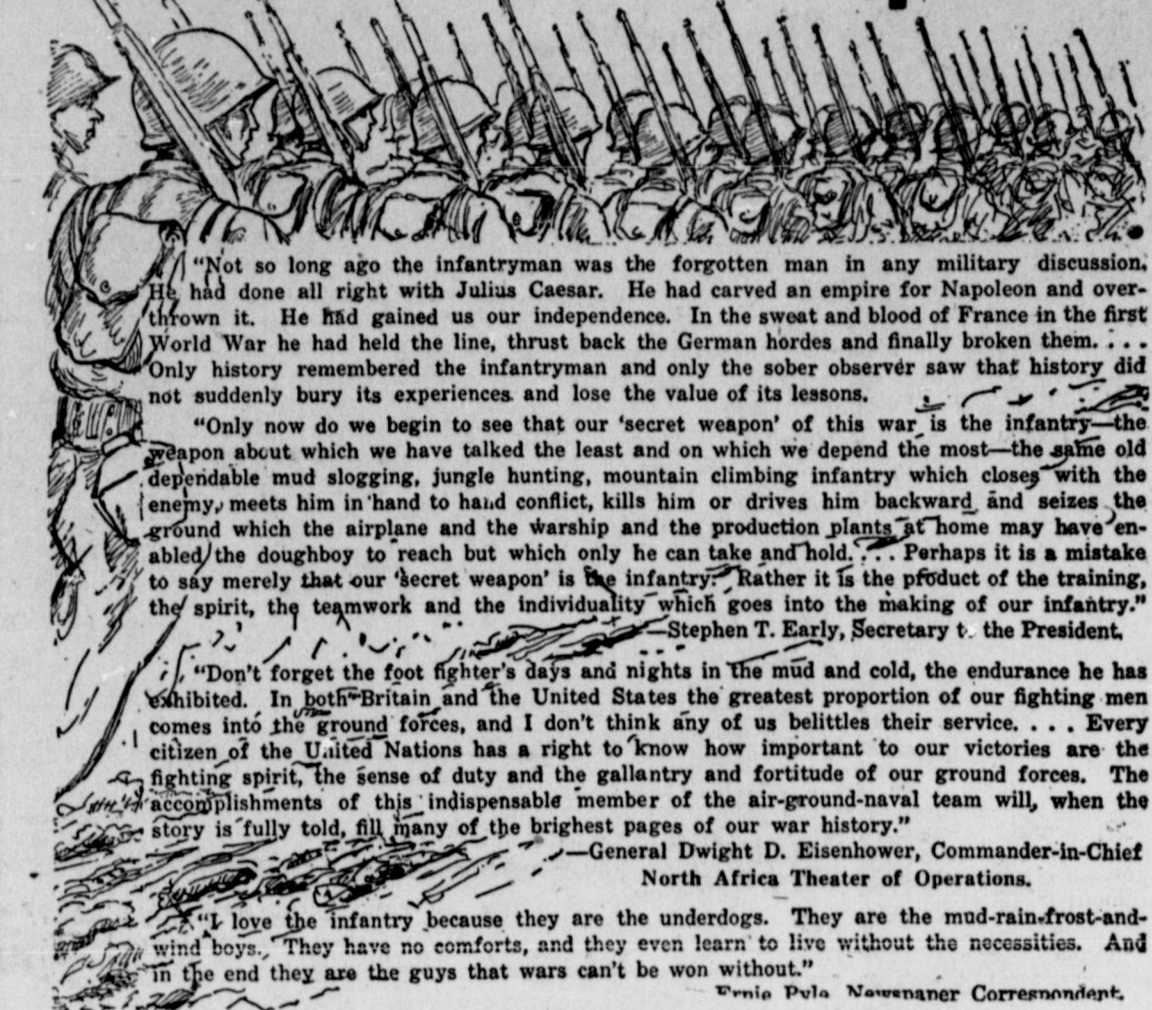 "Not so long ago the infantryman was the forgotten man in any military discussion.
He had done all right with Julius Caesar. He had carved an empire for Napoleon and over-
thrown it. He had gained us our independence. In the sweat and blood of France in the first
World War he had held the line, thrust back the German hordes and finally broken them. . . .
Only history remembered the infantryman and only the sober observer saw that history did
not suddenly bury its experiences and lose the value of its lessons.
"Only now do we begin to see that our 'secret weapon' of this war is the infantry—the
weapon about which we have talked the least and on which we depend the most—the same old
dependable mud slogging, jungle hunting, mountain climbing infantry which closes with the
enemy, meets him in hand to hand conflict, kills him or drives him backward and seizes the
ground which the airplane and the warship and the production plants at home may have en-
abled the doughboy to reach but which only he can take and hold. . . . Perhaps it is a mistake
to say merely that our 'secret weapon' is the infantry. Rather it is the product of the training,
the spirit, the teamwork and the individuality which goes into the making of our infantry."
—Stephen T. Early, Secretary to the President.
"Don't forget the foot fighter's days and nights in the mud and cold, the endurance he has
exhibited. In both Britain and the United States the greatest proportion of our fighting men
comes into the ground forces, and I don't think any of us belittles their service. . . . Every
citizen of the United Nations has a right to know how important to our victories are the
fighting spirit, the sense of duty and the gallantry and fortitude of our ground forces. The
accomplishments of this indispensable member of the air-ground-naval team will, when the
story is fully told, fill many of the brighest pages of our war history."
—General Dwight D. Eisenhower, Commander-in-Chief
North Africa Theater of Operations.
"I love the infantry because they are the underdogs. They are the mud-rain-frost-and-
wind boys. They have no comforts, and they even learn to live without the necessities. And
in the end they are the guys that wars can't be won without."
Ernie Pyle Newspaper Correspondent.